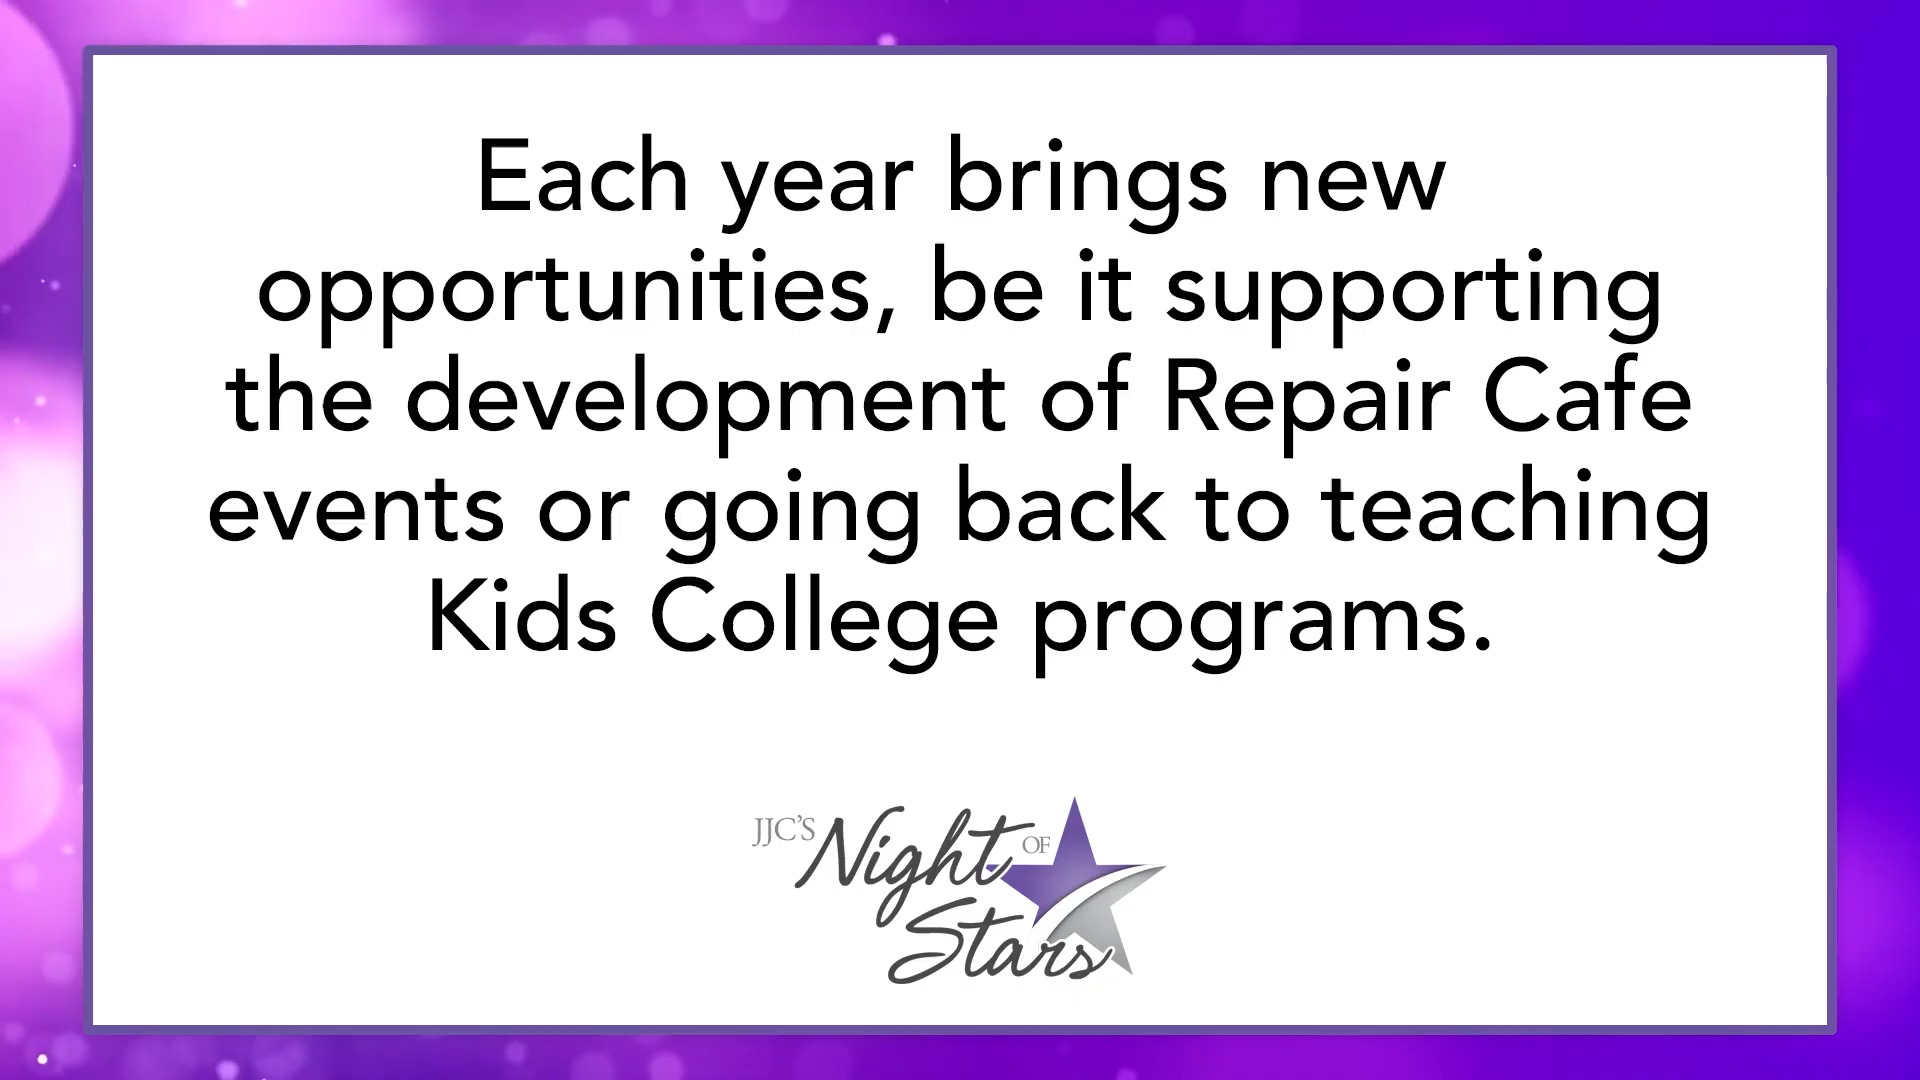 Each year brings new
opportunities, be it supporting
the development of Repair Cafe
events or going back to teaching
Kids College programs.
JJC'S Night OF
Stars